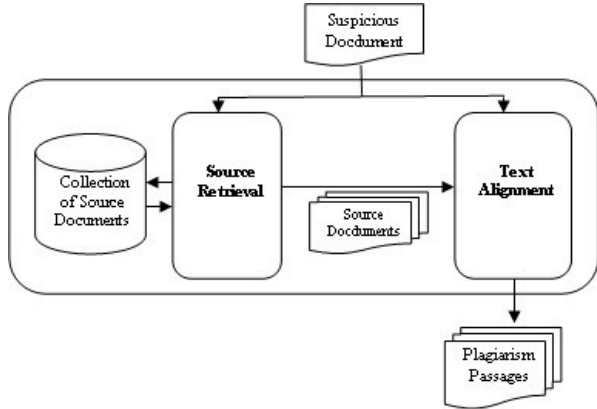 Suspicious
Docdument
Collection
of Source
Documents
Source
Retrieval
Source
Docduments
Text
Alignment
Plagiarism
Passages